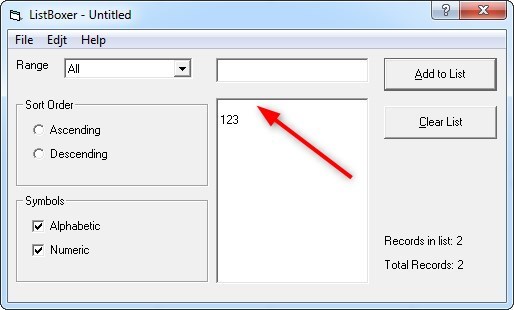 ListBoxer - Untitled
File Edjt Help
Range All
Add to List
Sort Order
123
Ascending
Clear List
Descending
Symbols
Alphabetic
Numeric
Records in list: 2
Total Records: 2